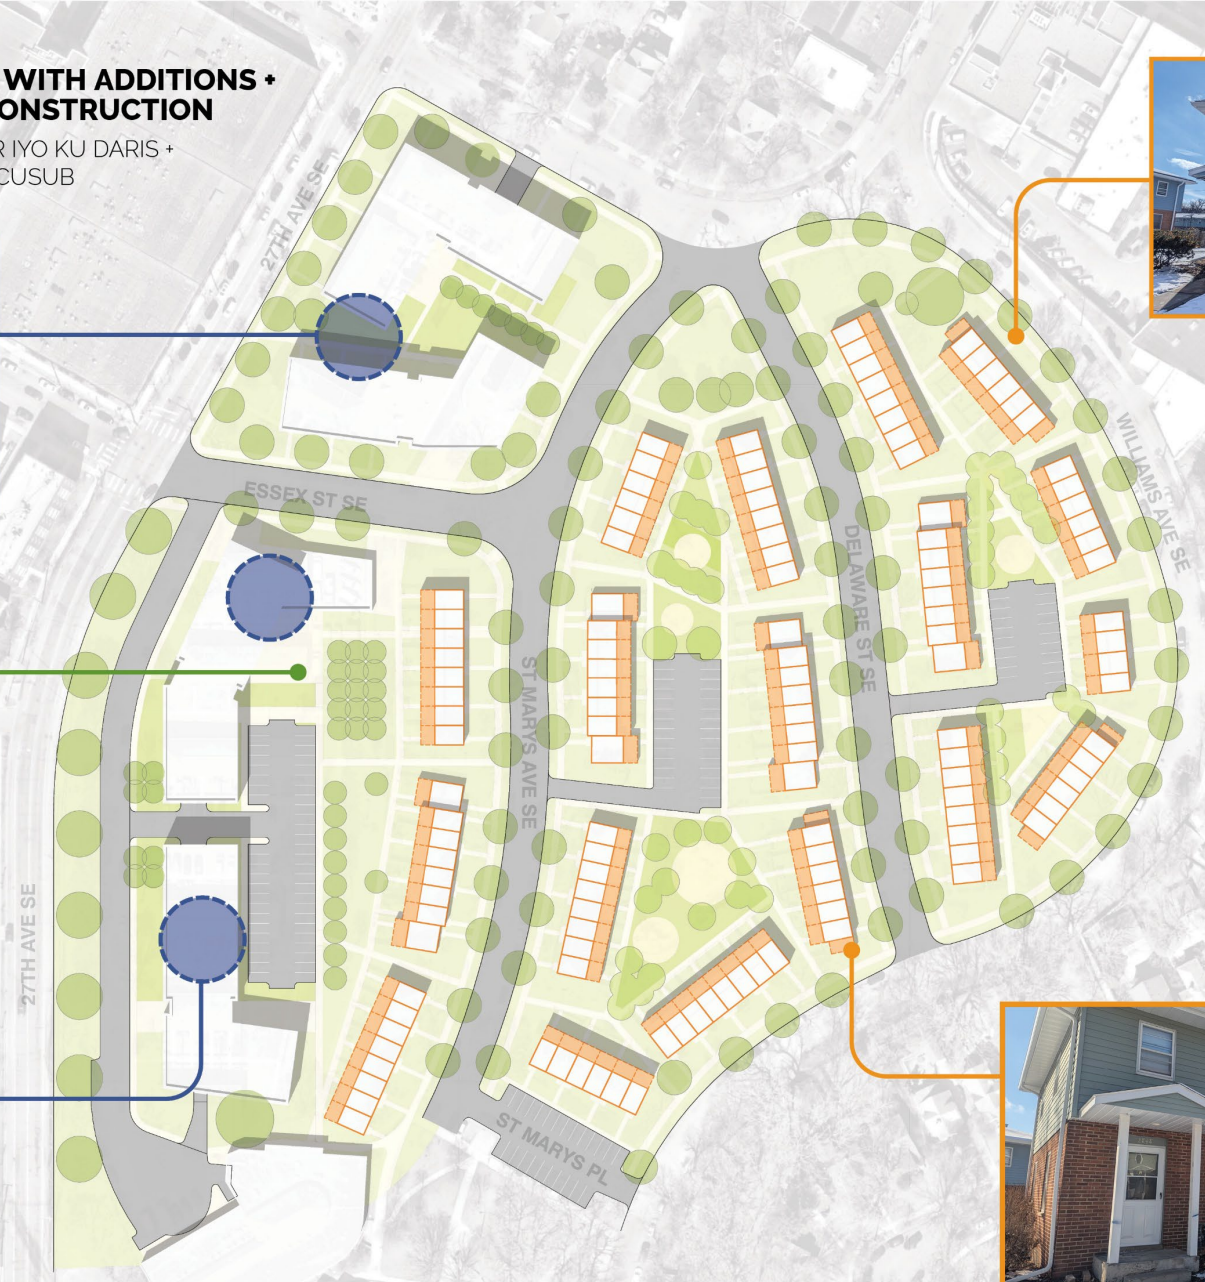 WITH ADDITIONS +
ONSTRUCTION
R IYO KU DARIS +
CUSUB
27TH AVE SE
ESSEX ST SE
WILLIAMS AVE SE
DELAWARE ST SE
ST MARYS AVE SE
27TH AVE SE
ST MARYS PL